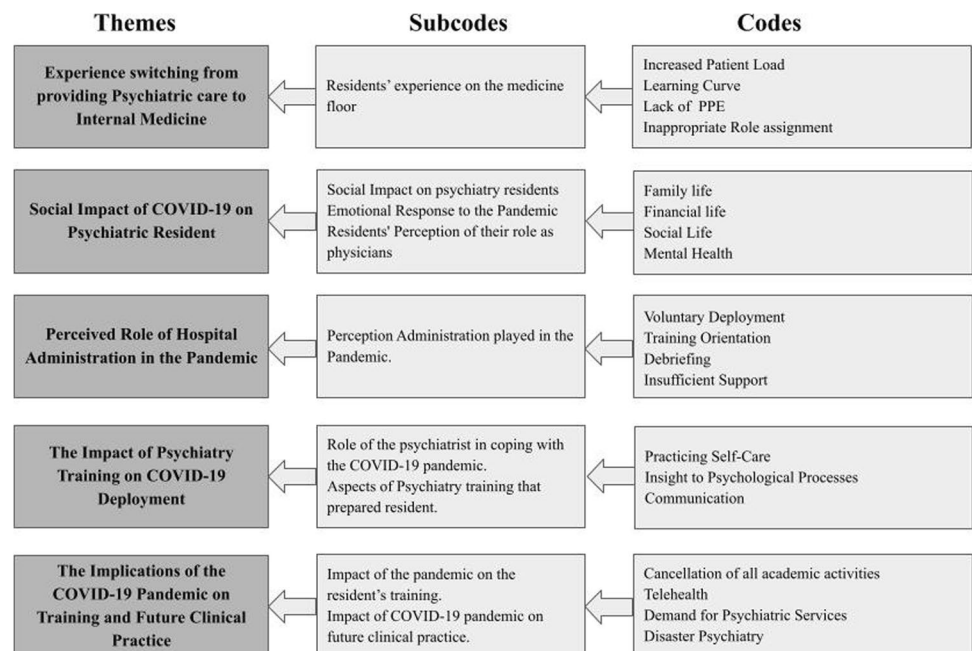 Themes
Subcodes
Codes
Experience switching from
providing Psychiatric care to
Internal Medicine
Residents' experience on the medicine
floor
Increased Patient Load
Learning Curve
Lack of PPE
Inappropriate Role assignment
Social Impact of COVID-19 on
Psychiatric Resident
Social Impact on psychiatry residents
Emotional Response to the Pandemic
Residents' Perception of their role as
physicians
Family life
Financial life
Social Life
Mental Health
Perceived Role of Hospital
Administration in the Pandemic
Perception Administration played in the
Pandemic.
Voluntary Deployment
Training Orientation
Debriefing
Insufficient Support
The Impact of Psychiatry
Training on COVID-19
Deployment
Role of the psychiatrist in coping with
the COVID-19 pandemic.
Aspects of Psychiatry training that
prepared resident.
Practicing Self-Care
Insight to Psychological Processes
Communication
The Implications of the
COVID-19 Pandemic on
Training and Future Clinical
Practice
Impact of the pandemic on the
resident's training.
Impact of COVID-19 pandemic on
future clinical practice.
Cancellation of all academic activities
Telehealth
Demand for Psychiatric Services
Disaster Psychiatry